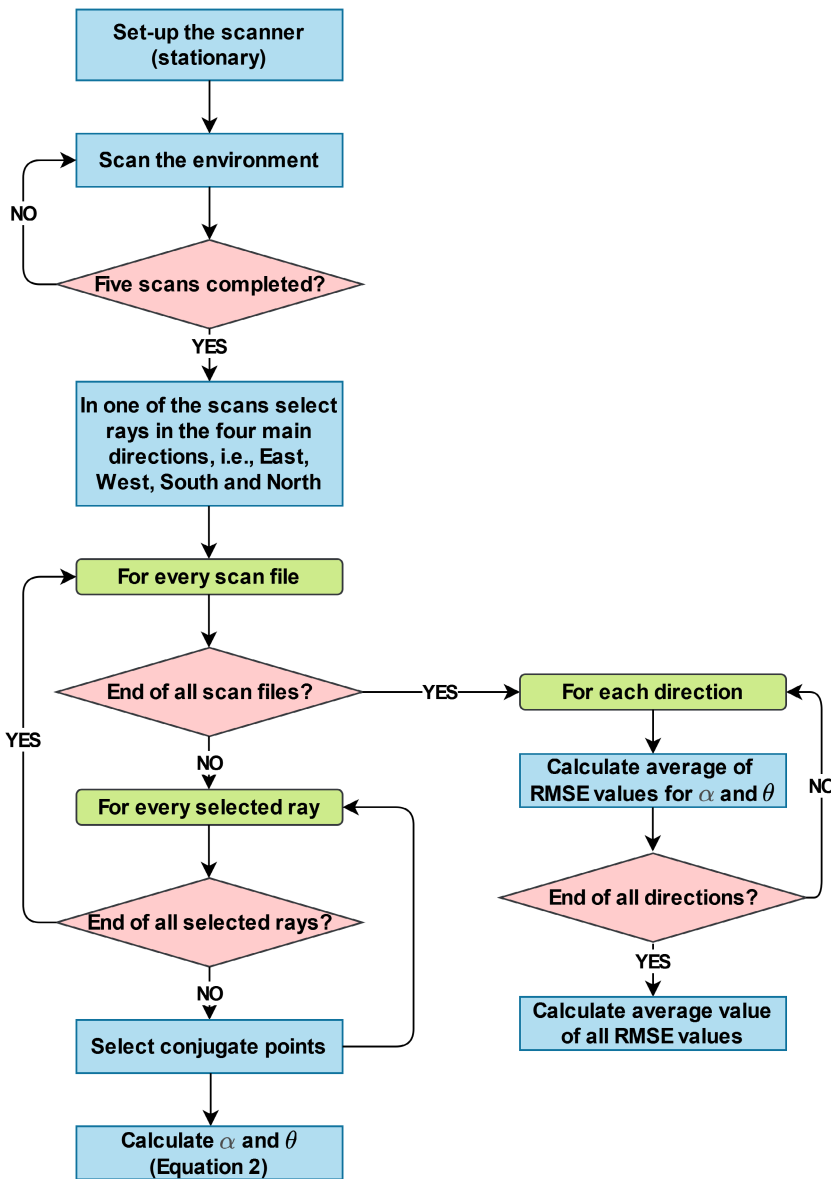 Set-up the scanner
(stationary)
Scan the environment
NO
Five scans completed?
YES
In one of the scans select
rays in the four main
directions, i.e., East,
West, South and North
For every scan file
End of all scan files?
YES
For each direction
YES
NO
Calculate average of
RMSE values for α and θ
NO
For every selected ray
End of all selected rays?
End of all directions?
NO
YES
Select conjugate points
Calculate average value
of all RMSE values
Calculate α and θ
(Equation 2)